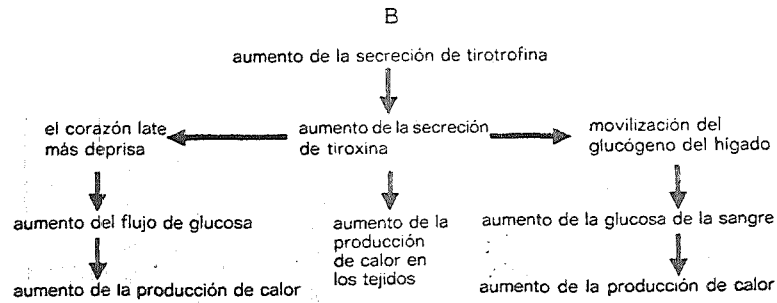 B
aumento de la secreción de tirotrofina
el corazón late
más deprisa
aumento de la secreción
de tiroxina
movilización del
glucógeno del hígado
aumento del flujo de glucosa
aumento de la
producción
de calor en
los tejidos
aumento de la glucosa de la sangre
aumento de la producción de calor
aumento de la producción de calor